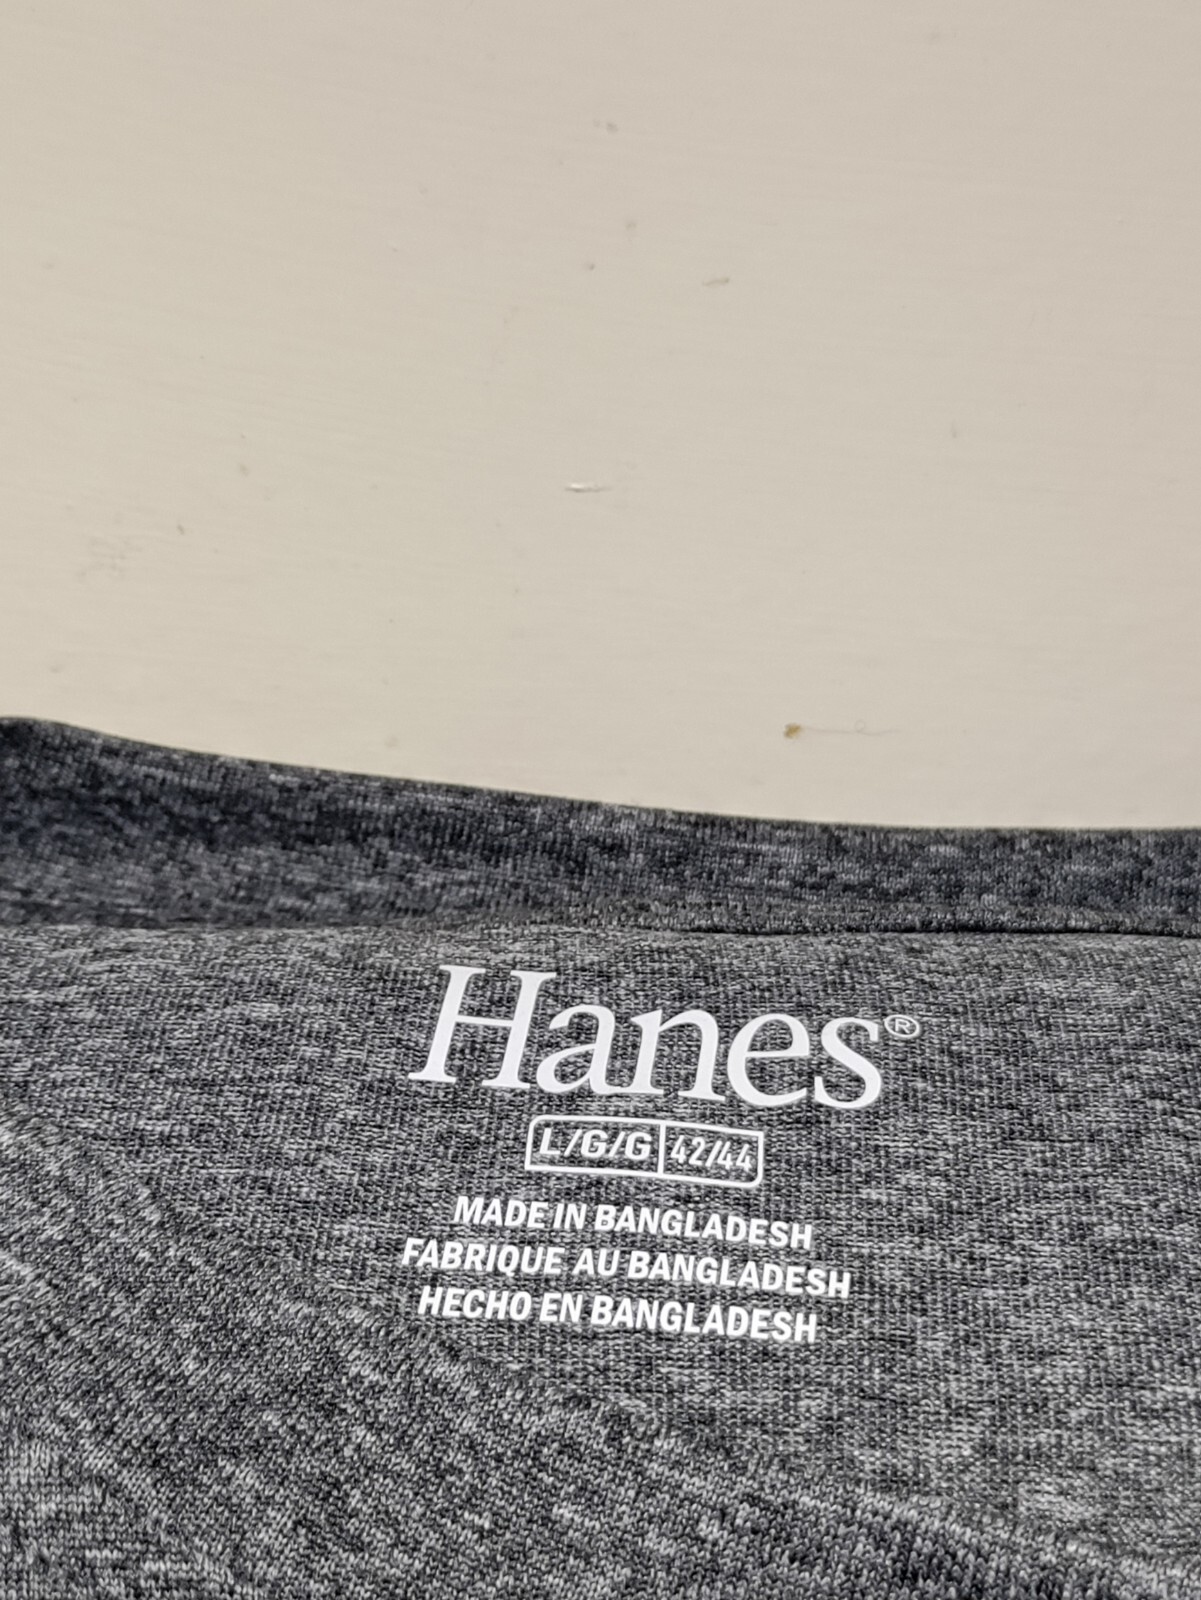 Hanes®
L/G/G 42/44
MADE IN BANGLADESH
FABRIQUE AU BANGLADESH
HECHO EN BANGLADESH